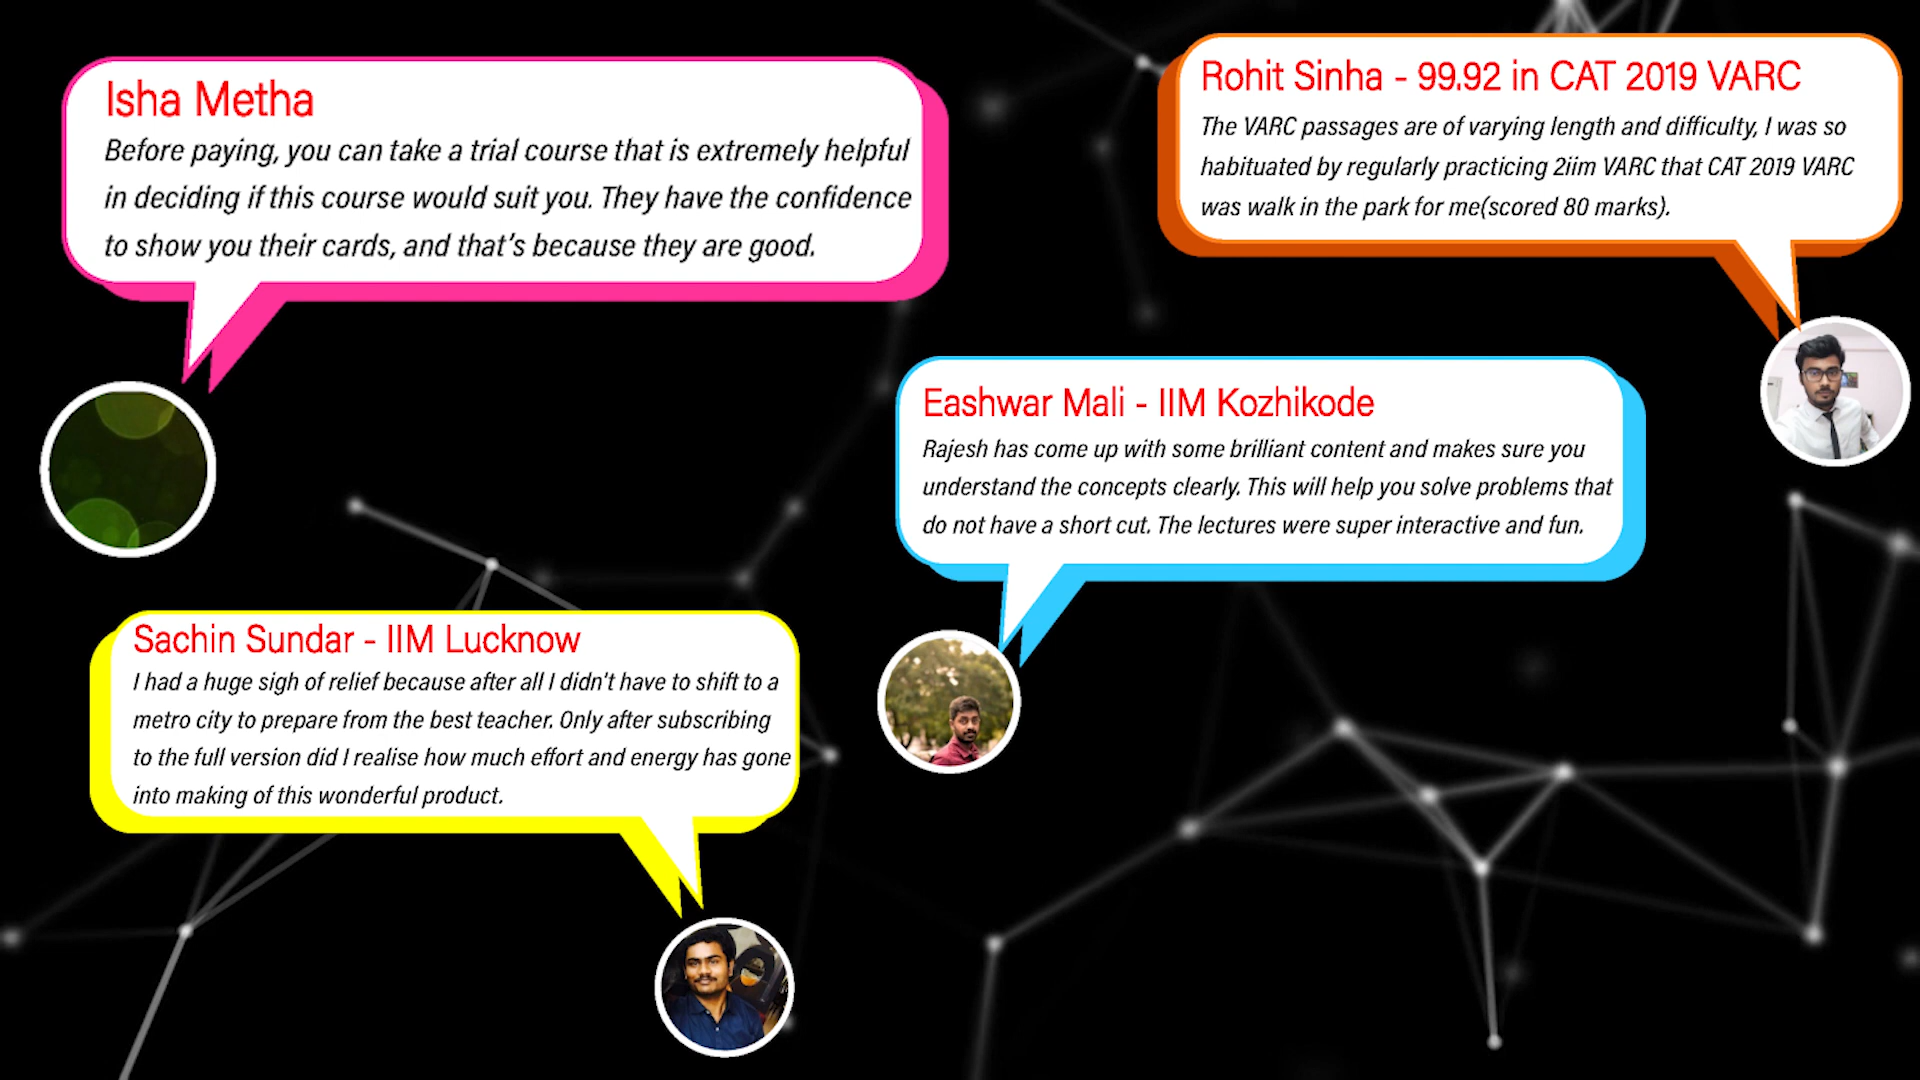 Isha Metha
Before paying, you can take a trial course that is extremely helpful
in deciding if this course would suit you. They have the confidence
to show you their cards, and that's because they are good.
Rohit Sinha - 99.92 in CAT 2019 VARC
The VARC passages are of varying length and difficulty, I was so
habituated by regularly practicing 2iim VARC that CAT 2019 VARC
was walk in the park for me(scored 80 marks).
Eashwar Mali - IIM Kozhikode
Rajesh has come up with some brilliant content and makes sure you
understand the concepts clearly. This will help you solve problems that
do not have a short cut. The lectures were super interactive and fun.
Sachin Sundar - IIM Lucknow
I had a huge sigh of relief because after all I didn't have to shift to a
metro city to prepare from the best teacher. Only after subscribing
to the full version did I realise how much effort and energy has gone
into making of this wonderful product.